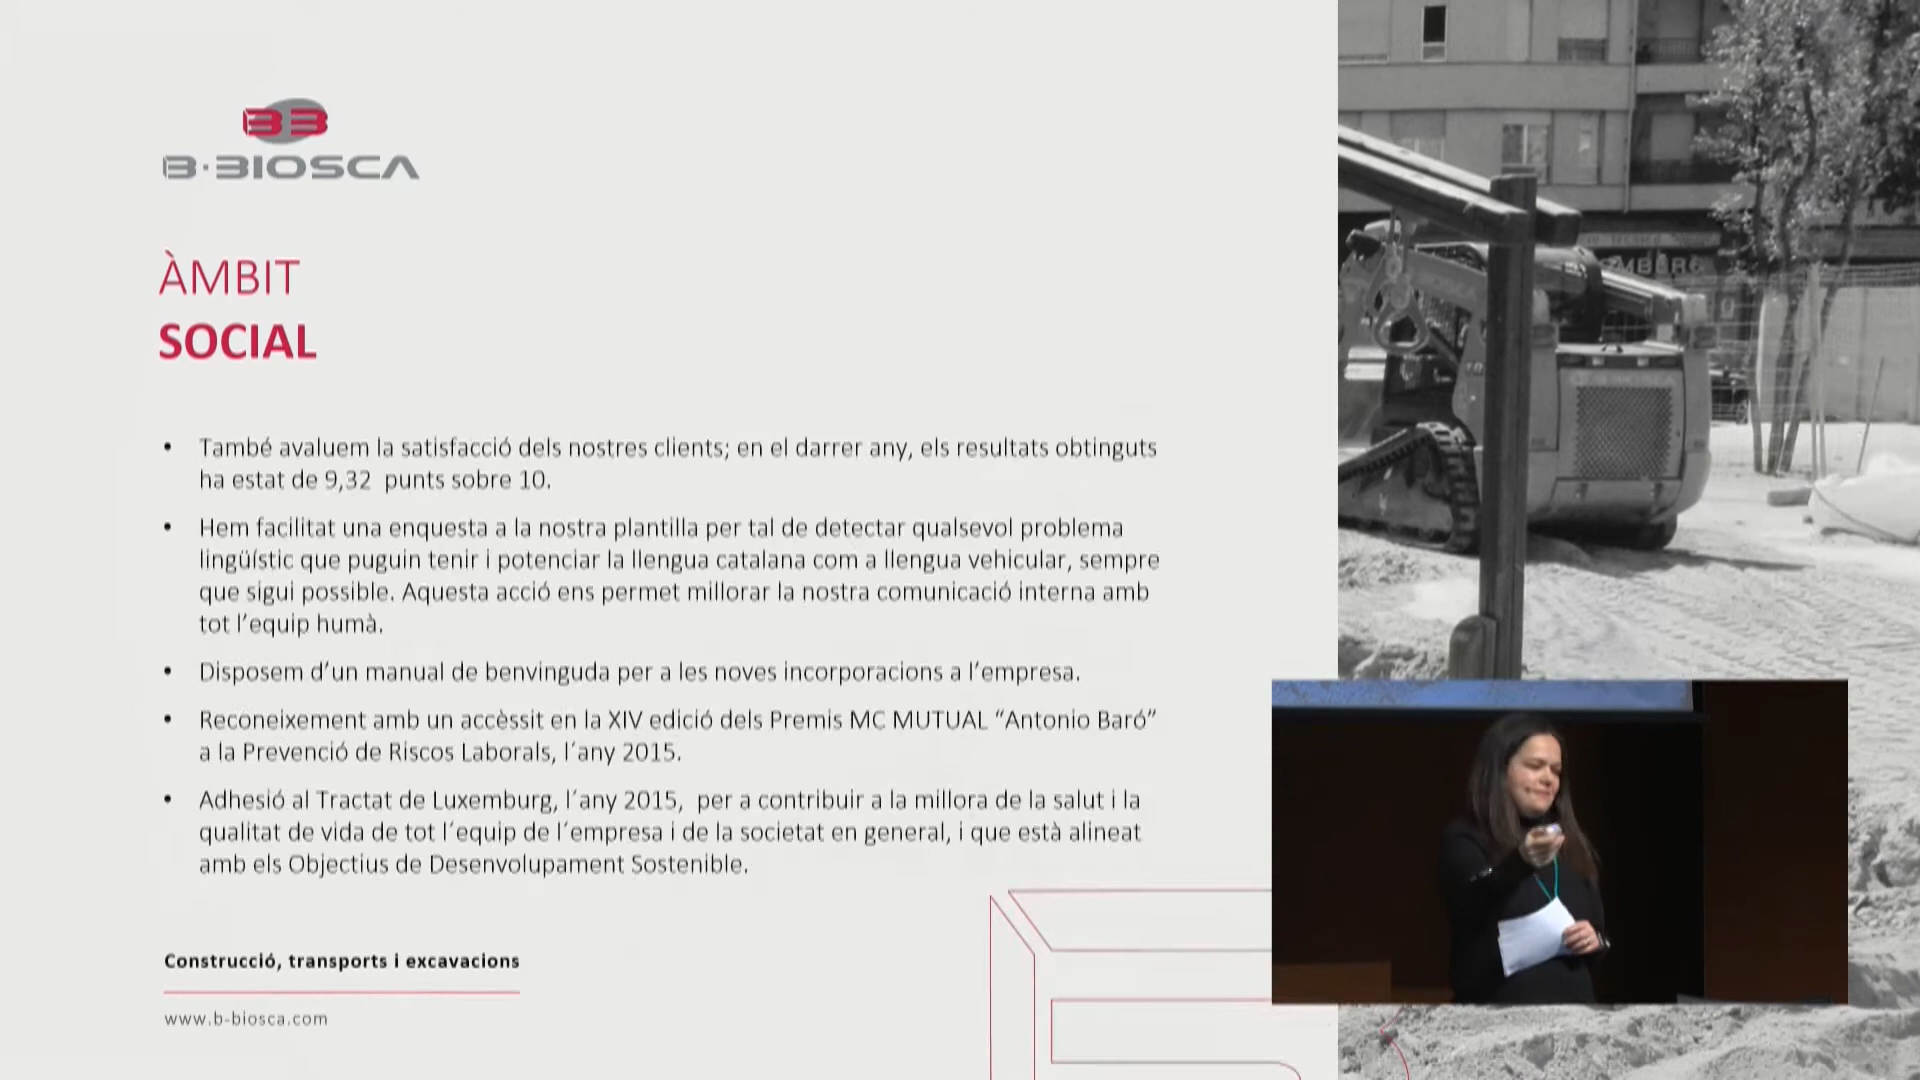 B·BIOSCA
ÀMBIT
SOCIAL
• També avaluem la satisfacció dels nostres clients; en el darrer any, els resultats obtinguts
ha estat de 9,32 punts sobre 10.
• Hem facilitat una enquesta a la nostra plantilla per tal de detectar qualsevol problema
lingüístic que puguin tenir i potenciar la llengua catalana com a llengua vehicular, sempre
que sigui possible. Aquesta acció ens permet millorar la nostra comunicació interna amb
tot l’equip humà.
• Disposem d’un manual de benvinguda per a les noves incorporacions a l’empresa.
• Reconeixement amb un accèssit en la XIV edició dels Premis MC MUTUAL “Antonio Baró”
a la Prevenció de Riscos Laborals, l´any 2015.
• Adhesió al Tractat de Luxemburg, l´any 2015, per a contribuir a la millora de la salut i la
qualitat de vida de tot l´equip de l´empresa i de la societat en general, i que està alineat
amb els Objectius de Desenvolupament Sostenible.
Construcció, transports i excavacions
www.b-biosca.com